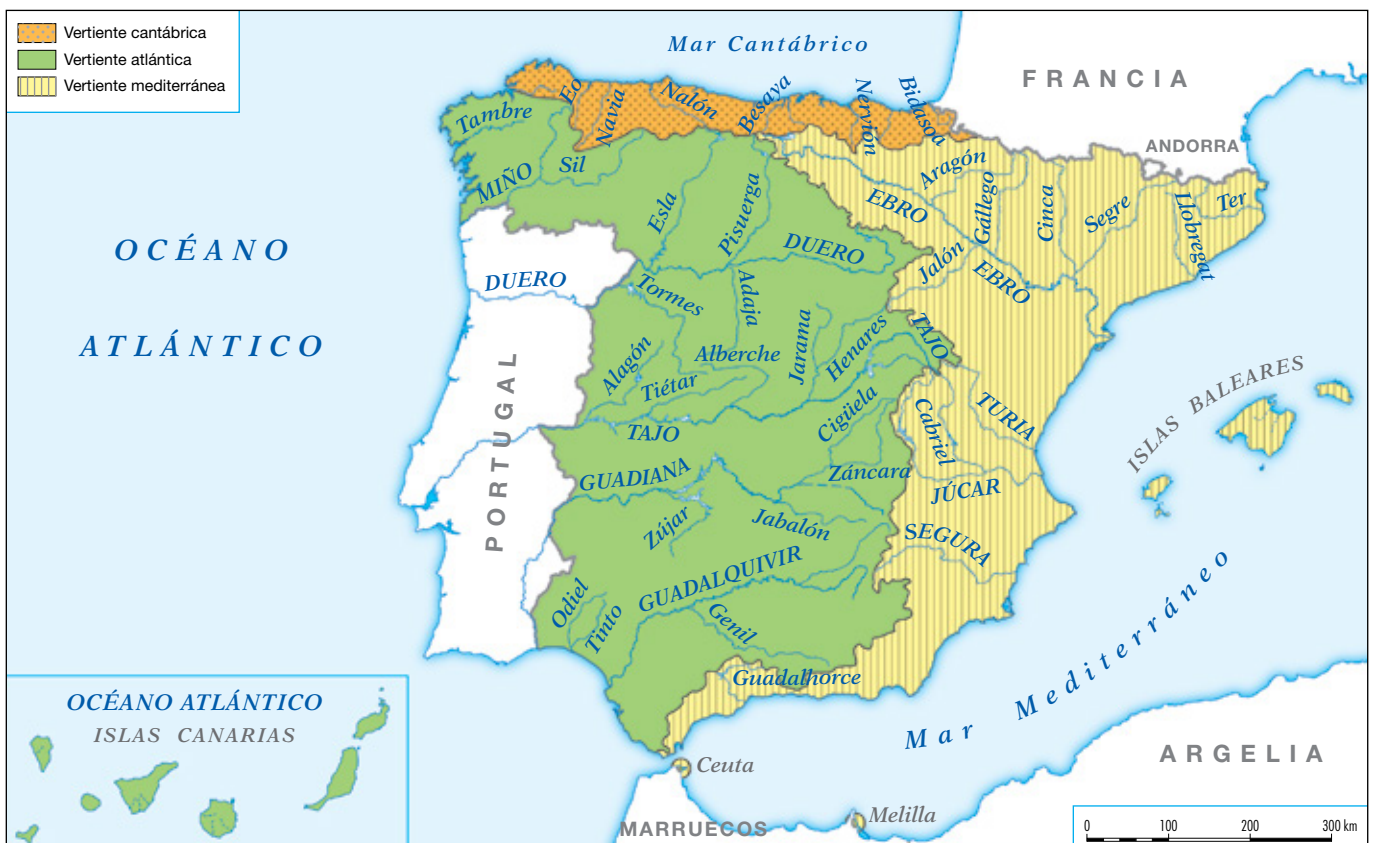 Vertiente cantábrica
Vertiente atlántica
Vertiente mediterránea
Mar Cantábrico
FRANCIA
ANDORRA
Eo
Navia
Nalón
Besaya
Nervión
Bidasoa
Tambre
MIÑO
Sil
Esla
Pisuerga
EBRO
Aragón
Gállego
Cinca
Segre
Llobregat
Ter
OCÉANO
ATLÁNTICO
DUERO
DUERO
Tormes
Adaja
Jalón
EBRO
Alagón
Tiétar
Alberche
Jarama
Henares
TAJO
PORTUGAL
TAJO
Cigüela
Cabriel
TURIA
ISLAS BALEARES
GUADIANA
Záncara
JÚCAR
Zújar
Jabalón
SEGURA
Odiel
Tinto
GUADALQUIVIR
Genil
Guadalhorce
Mar Mediterráneo
OCÉANO ATLÁNTICO
ISLAS CANARIAS
Ceuta
Melilla
MARRUECOS
ARGELIA
0 100 200 300 km